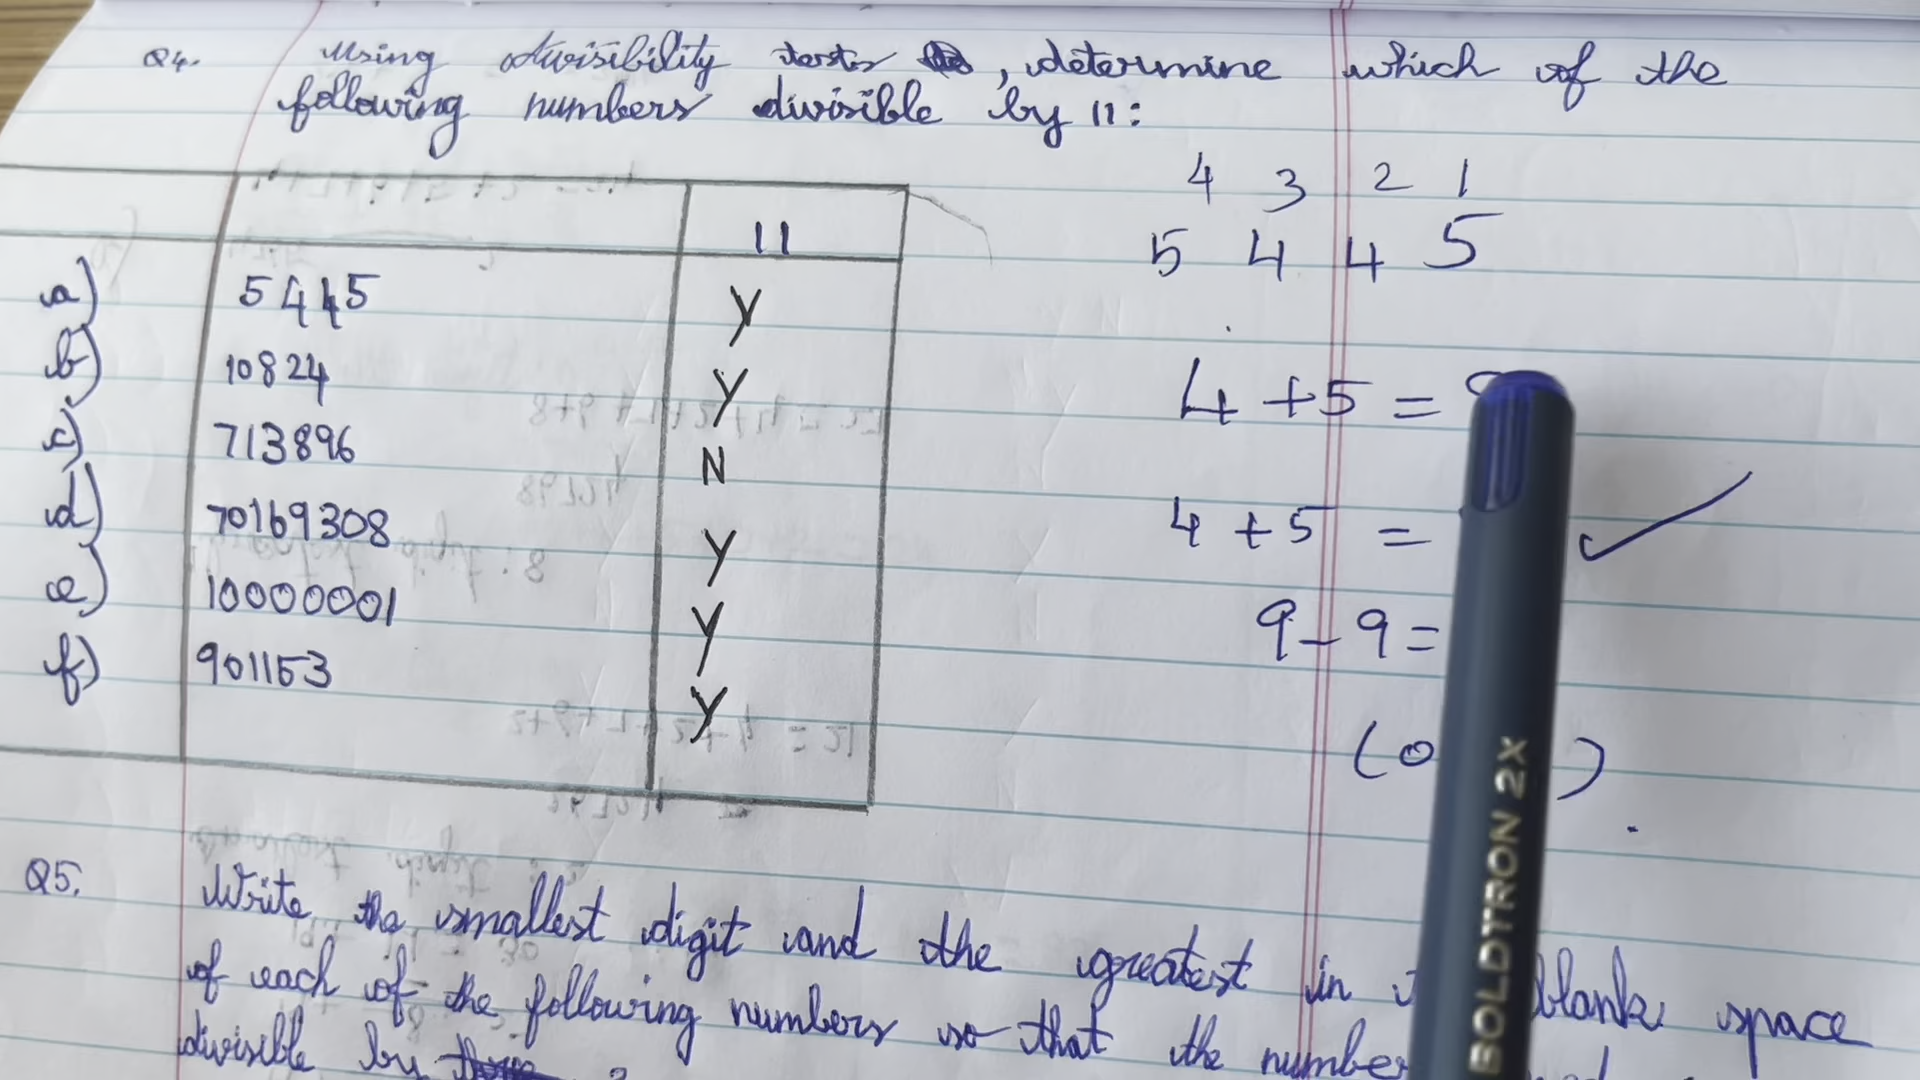 Q4. Using divisibility tests , determine which of the
following numbers divisible by 11:
11
a) 5445 Y
b) 10824 Y
c) 713896 N
d) 70169308 Y
e) 10000001 Y
f) 901153 Y
4 3 2 1
5 4 4 5
4 + 5 =
4 + 5 =
9 - 9 =
(0 )
Q5. Write the smallest digit and the greatest in blank space
of each of the following numbers so that the number
divisible by
BOLDTRON 2X